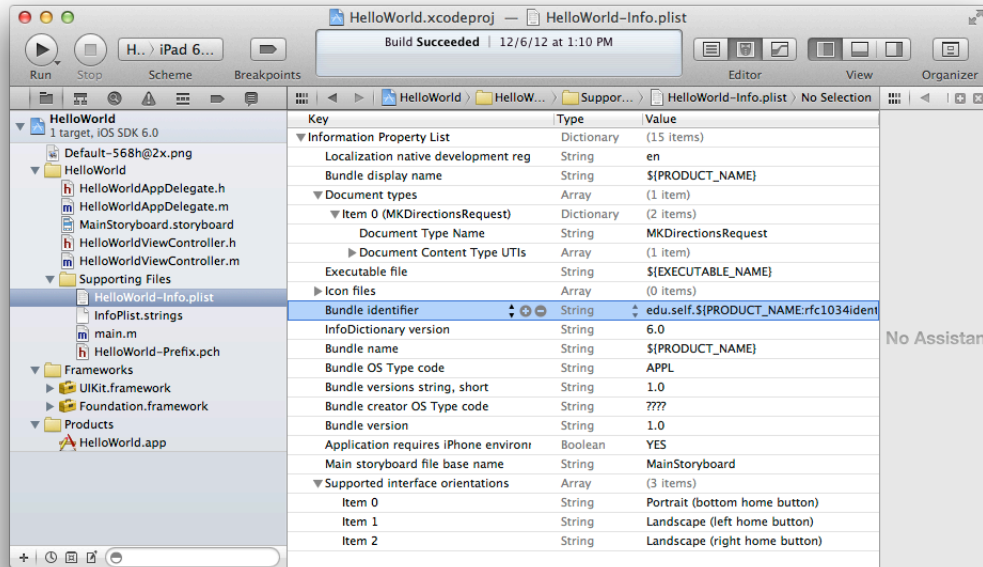 HelloWorld.xcodeproj — HelloWorld-Info.plist
Build Succeeded | 12/6/12 at 1:10 PM
H.. › iPad 6...
Run Stop Scheme Breakpoints Editor View Organizer
HelloWorld › HelloW... › Suppor... › HelloWorld-Info.plist › No Selection
HelloWorld
1 target, iOS SDK 6.0
Default-568h@2x.png
HelloWorld
HelloWorldAppDelegate.h
HelloWorldAppDelegate.m
MainStoryboard.storyboard
HelloWorldViewController.h
HelloWorldViewController.m
Supporting Files
HelloWorld-Info.plist
InfoPlist.strings
main.m
HelloWorld-Prefix.pch
Frameworks
UIKit.framework
Foundation.framework
Products
HelloWorld.app
Key Type Value
Information Property List Dictionary (15 items)
Localization native development reg String en
Bundle display name String ${PRODUCT_NAME}
Document types Array (1 item)
Item 0 (MKDirectionsRequest) Dictionary (2 items)
Document Type Name String MKDirectionsRequest
Document Content Type UTIs Array (1 item)
Executable file String ${EXECUTABLE_NAME}
Icon files Array (0 items)
Bundle identifier String edu.self.${PRODUCT_NAME:rfc1034ident
InfoDictionary version String 6.0
Bundle name String ${PRODUCT_NAME}
Bundle OS Type code String APPL
Bundle versions string, short String 1.0
Bundle creator OS Type code String ????
Bundle version String 1.0
Application requires iPhone environr Boolean YES
Main storyboard file base name String MainStoryboard
Supported interface orientations Array (3 items)
Item 0 String Portrait (bottom home button)
Item 1 String Landscape (left home button)
Item 2 String Landscape (right home button)
No Assistan